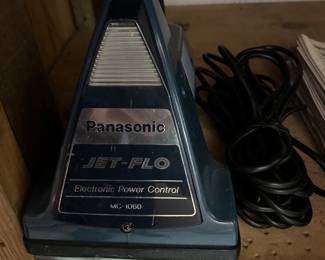 Panasonic
JET-FLO
Electronic Power Control
MC-1060